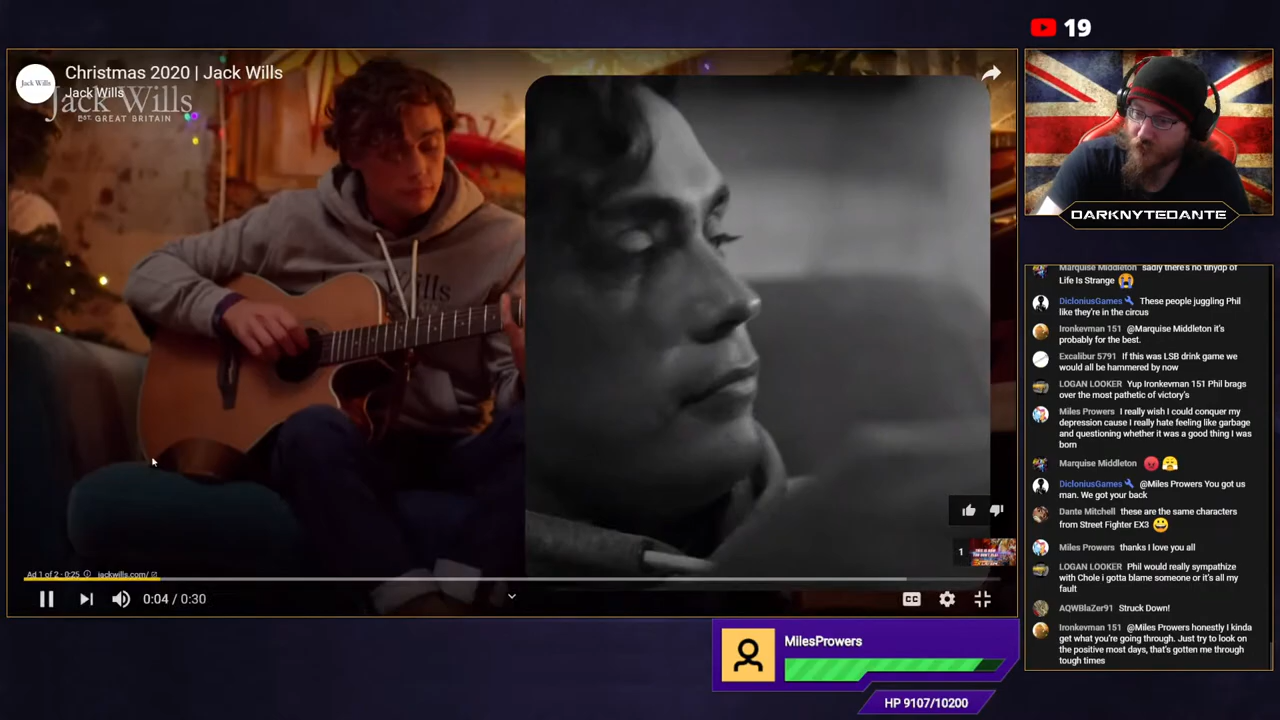 19
Christmas 2020 | Jack Wills
Jack Wills
Jack Wills
Jack Wills
EST. GREAT BRITAIN
Wills
Ad 1 of 2 · 0:25 jackwills.com/
0:04 / 0:30
CC
1
DARKNYTEDANTE
Marquise Middleton sadly there's no tinydp of
Life Is Strange
DicloniusGames These people juggling Phil
like they're in the circus
Ironkevman 151 @Marquise Middleton it's
probably for the best.
Excalibur 5791 If this was LSB drink game we
would all be hammered by now
LOGAN LOOKER Yup Ironkevman 151 Phil brags
over the most pathetic of victory's
Miles Prowers I really wish I could conquer my
depression cause I really hate feeling like garbage
and questioning whether it was a good thing I was
born
Marquise Middleton
DicloniusGames @Miles Prowers You got us
man. We got your back
Dante Mitchell these are the same characters
from Street Fighter EX3
Miles Prowers thanks I love you all
LOGAN LOOKER Phil would really sympathize
with Chole i gotta blame someone or it's all my
fault
AQWBlaZer91 Struck Down!
Ironkevman 151 @Miles Prowers honestly I kinda
get what you're going through. Just try to look on
the positive most days, that's gotten me through
tough times
MilesProwers
HP 9107/10200